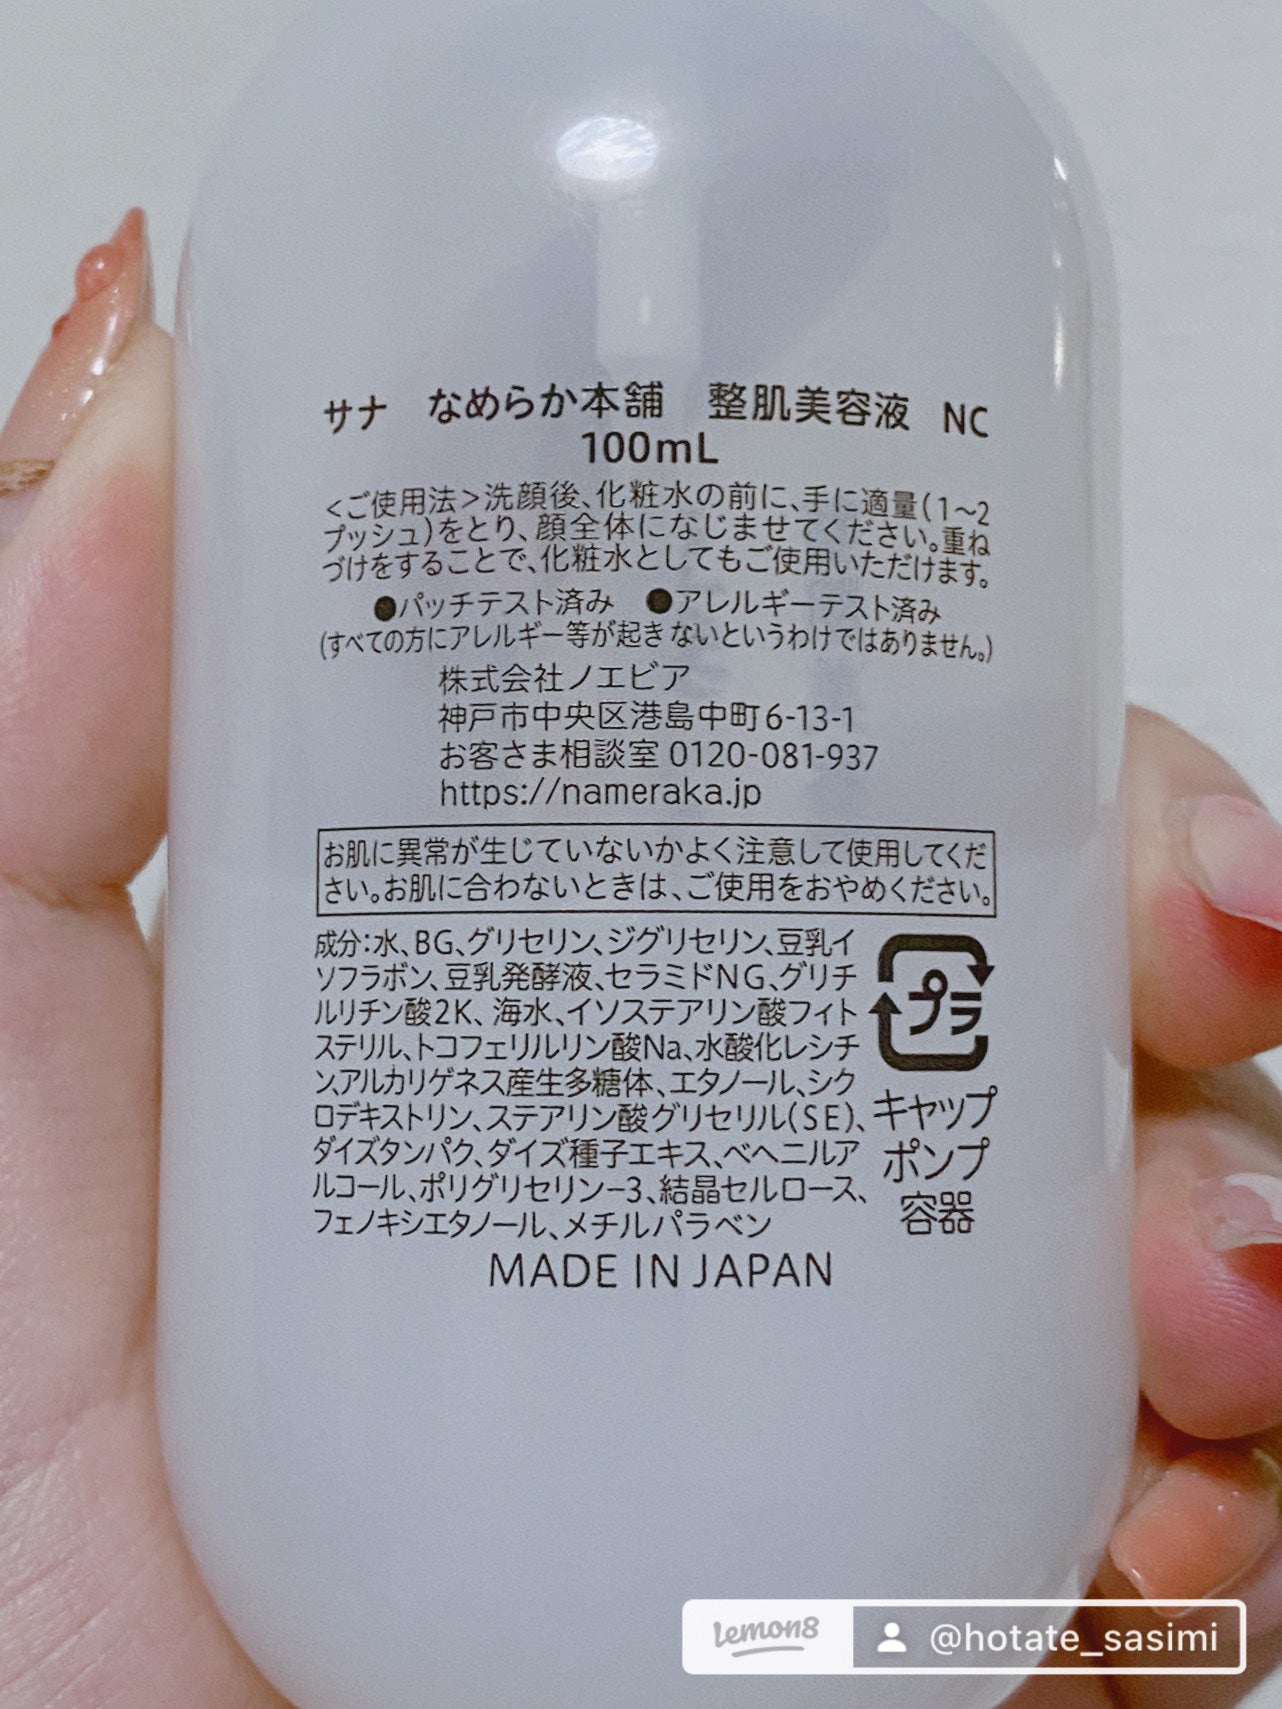 サナ なめらか本舗 整肌美容液 NC
100mL
<ご使用法>洗顔後、化粧水の前に、手に適量(1~2
プッシュ)をとり、顔全体になじませてください。重ね
づけをすることで、化粧水としてもご使用いただけます。
●パッチテスト済み ●アレルギーテスト済み
(すべての方にアレルギー等が起きないというわけではありません。)
株式会社ノエビア
神戸市中央区港島中町6-13-1
お客さま相談室 0120-081-937
https://nameraka.jp
お肌に異常が生じていないかよく注意して使用してくだ
さい。お肌に合わないときは、ご使用をおやめください。
成分:水、BG、グリセリン、ジグリセリン、豆乳イ
ソフラボン、豆乳発酵液、セラミドNG、グリチ
ルリチン酸2K、海水、イソステアリン酸フィト
ステリル、トコフェリルリン酸Na、水酸化レシチ
ン、アルカリゲネス産生多糖体、エタノール、シク
ロデキストリン、ステアリン酸グリセリル(SE)、
ダイズタンパク、ダイズ種子エキス、ベヘニルア
ルコール、ポリグリセリン-3、結晶セルロース、
フェノキシエタノール、メチルパラベン
プラ
キャップ
ポンプ
容器
MADE IN JAPAN
lemon8 @hotate_sasimi